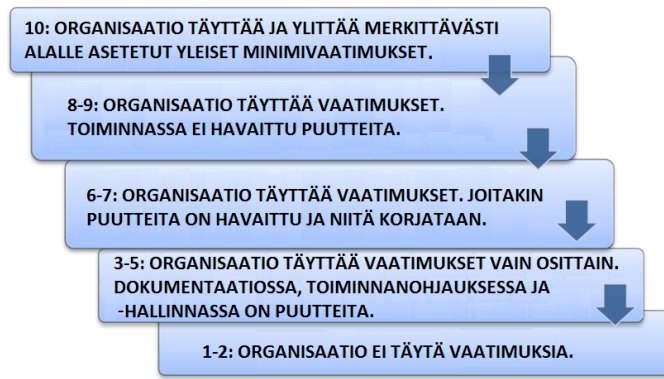 10: ORGANISAATIO TÄYTTÄÄ JA YLITTÄÄ MERKITTÄVÄSTI
ALALLE ASETETUT YLEISET MINIMIVAATIMUKSET.
8-9: ORGANISAATIO TÄYTTÄÄ VAATIMUKSET.
TOIMINNASSA EI HAVAITTU PUUTTEITA.
6-7: ORGANISAATIO TÄYTTÄÄ VAATIMUKSET. JOITAKIN
PUUTTEITA ON HAVAITTU JA NIITÄ KORJATAAN.
3-5: ORGANISAATIO TÄYTTÄÄ VAATIMUKSET VAIN OSITTAIN.
DOKUMENTAATIOSSA, TOIMINNANOHJAUKSESSA JA
-HALLINNASSA ON PUUTTEITA.
1-2: ORGANISAATIO EI TÄYTÄ VAATIMUKSIA.